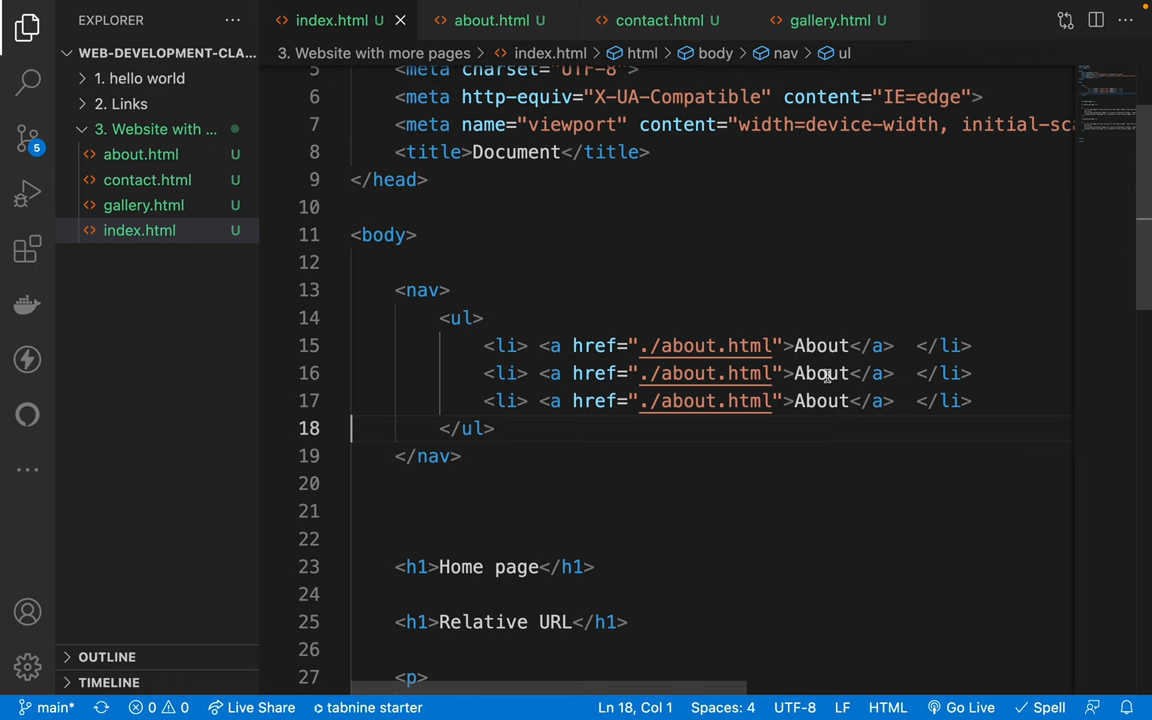 EXPLORER
index.html U
about.html U
contact.html U
gallery.html U
WEB-DEVELOPMENT-CLA...
3. Website with more pages > index.html > html > body > nav > ul
1. hello world
2. Links
3. Website with ...
about.html U
contact.html U
gallery.html U
index.html U
5
5 <meta charset="UTF-8">
6 <meta http-equiv="X-UA-Compatible" content="IE=edge">
7 <meta name="viewport" content="width=device-width, initial-sca
8 <title>Document</title>
9 </head>
10
11 <body>
12
13 <nav>
14 <ul>
15 <li> <a href="./about.html">About</a> </li>
16 <li> <a href="./about.html">About</a> </li>
17 <li> <a href="./about.html">About</a> </li>
18 </ul>
19 </nav>
20
21
22
23 <h1>Home page</h1>
24
25 <h1>Relative URL</h1>
26
27 <p>
OUTLINE
TIMELINE
main* 0 0 Live Share tabnine starter Ln 18, Col 1 Spaces: 4 UTF-8 LF HTML Go Live Spell